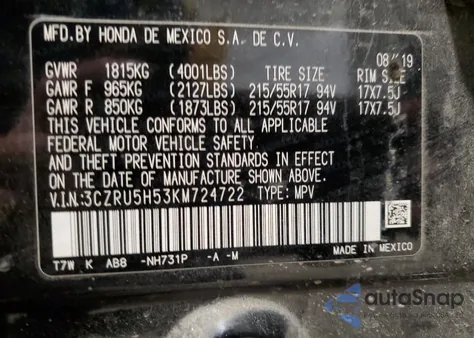 MFD.BY HONDA DE MEXICO S.A. DE C.V.
08/19
GVWR 1815KG (4001LBS) TIRE SIZE RIM SIZE
GAWR F 965KG (2127LBS) 215/55R17 94V 17X7.5J
GAWR R 850KG (1873LBS) 215/55R17 94V 17X7.5J
THIS VEHICLE CONFORMS TO ALL APPLICABLE
FEDERAL MOTOR VEHICLE SAFETY.
AND THEFT PREVENTION STANDARDS IN EFFECT
ON THE DATE OF MANUFACTURE SHOWN ABOVE.
V.I.N.:3CZRU5H53KM724722 TYPE: MPV
T7W K AB8 -NH731P -A -M MADE IN MEXICO
autoSnap